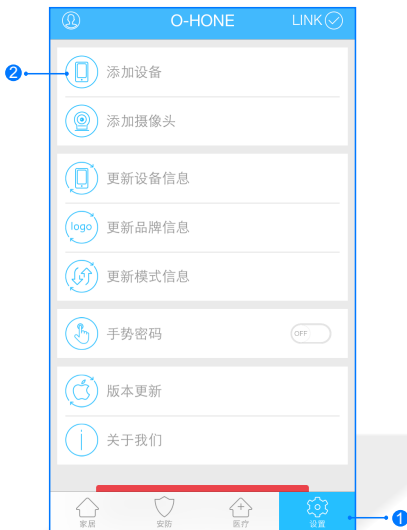 O-HONE LINK
2 添加设备
添加摄像头
更新设备信息
logo 更新品牌信息
更新模式信息
手势密码 OFF
版本更新
关于我们
家居 安防 医疗 设置 1